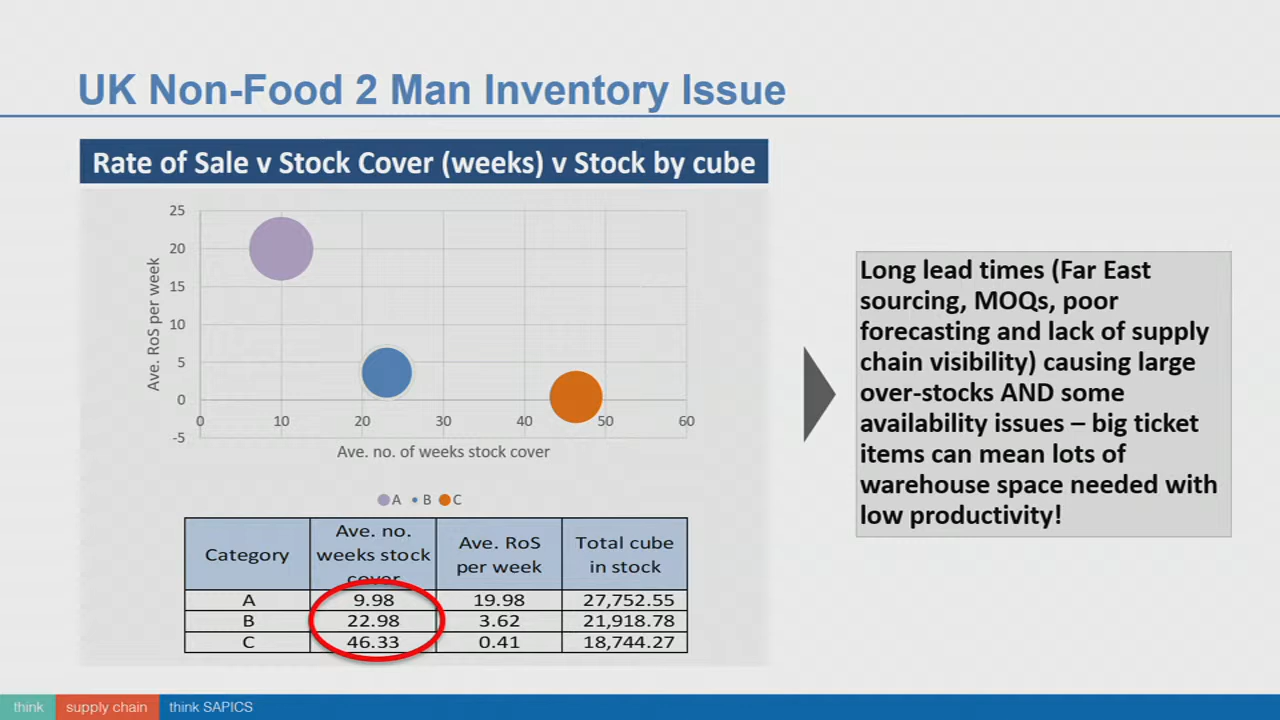 UK Non-Food 2 Man Inventory Issue
Rate of Sale v Stock Cover (weeks) v Stock by cube
25
20
15
10
5
0
-5
Ave. RoS per week
0 10 20 30 40 50 60
Ave. no. of weeks stock cover
A B C
Category Ave. no. weeks stock cover Ave. RoS per week Total cube in stock
A 9.98 19.98 27,752.55
B 22.98 3.62 21,918.78
C 46.33 0.41 18,744.27
Long lead times (Far East
sourcing, MOQs, poor
forecasting and lack of supply
chain visibility) causing large
over-stocks AND some
availability issues – big ticket
items can mean lots of
warehouse space needed with
low productivity!
think supply chain think SAPICS